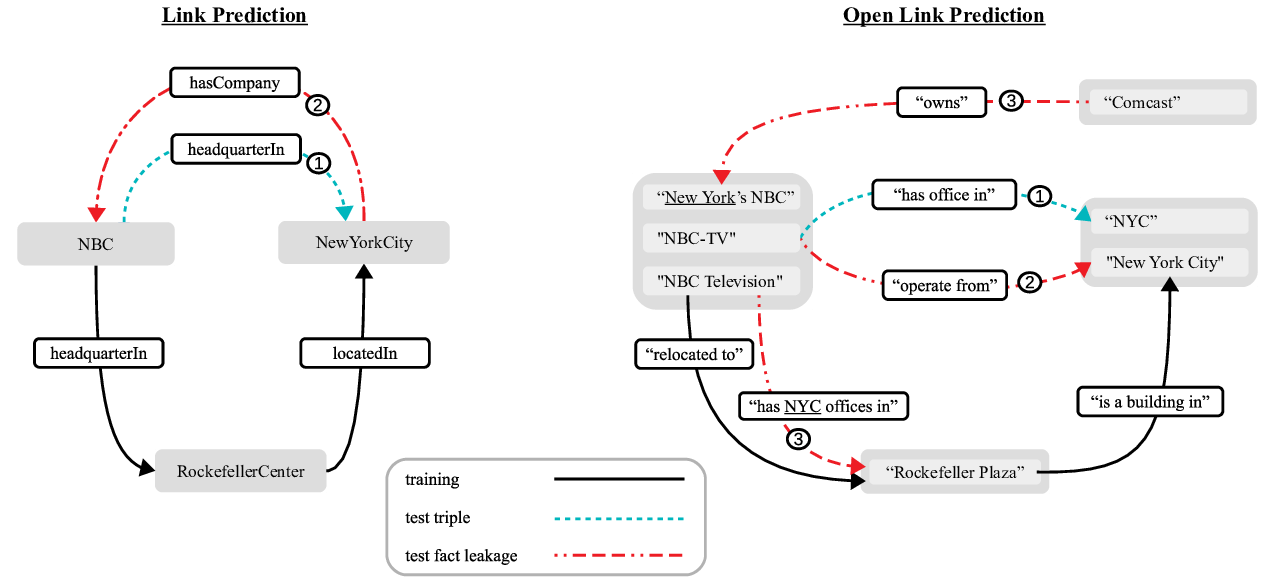 Link Prediction
hasCompany
2
headquarterIn
1
NBC
NewYorkCity
headquarterIn
locatedIn
RockefellerCenter
Open Link Prediction
“owns”
3
“Comcast”
“New York’s NBC”
"NBC-TV"
"NBC Television"
“has office in”
1
“NYC”
"New York City"
“operate from”
2
“relocated to”
“has NYC offices in”
3
“is a building in”
“Rockefeller Plaza”
training
test triple
test fact leakage